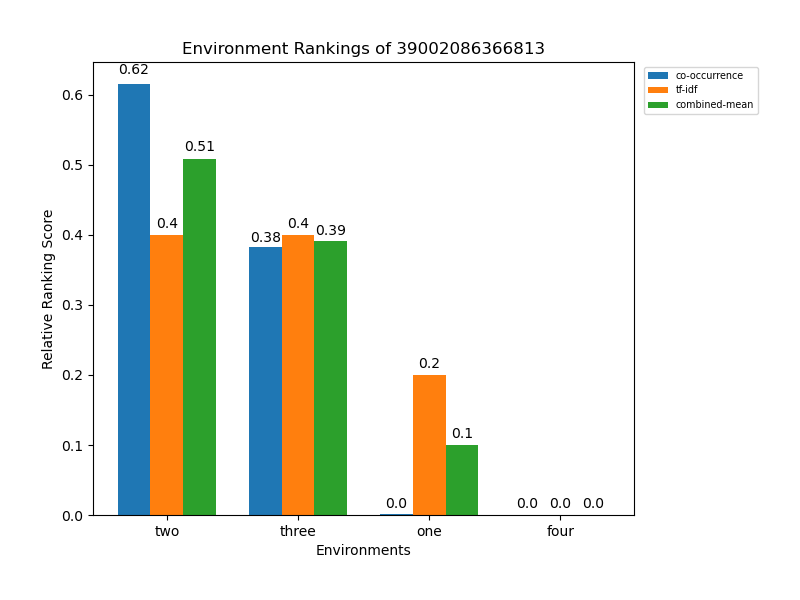 Environment Rankings of 39002086366813
co-occurrence
tf-idf
combined-mean
Relative Ranking Score
0.6
0.5
0.4
0.3
0.2
0.1
0.0
0.62
0.4
0.51
0.38
0.4
0.39
0.0
0.2
0.1
0.0
0.0
0.0
two
three
one
four
Environments